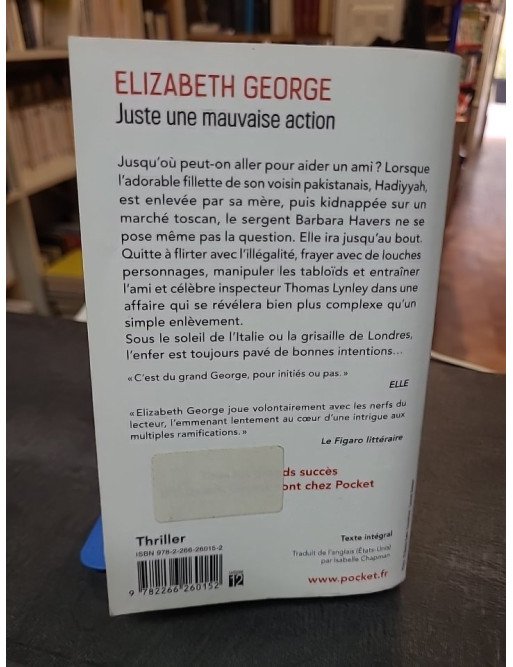 ELIZABETH GEORGE
Juste une mauvaise action
Jusqu'où peut-on aller pour aider un ami ? Lorsque
l'adorable fillette de son voisin pakistanais, Hadiyyah,
est enlevée par sa mère, puis kidnappée sur un
marché toscan, le sergent Barbara Havers ne se
pose même pas la question. Elle ira jusqu'au bout.
Quitte à flirter avec l'illégalité, frayer avec de louches
personnages, manipuler les tabloïds et entraîner
l'ami et célèbre inspecteur Thomas Lynley dans une
affaire qui se révélera bien plus complexe qu'un
simple enlèvement.
Sous le soleil de l'Italie ou la grisaille de Londres,
l'enfer est toujours pavé de bonnes intentions...
« C'est du grand George, pour initiés ou pas. »
ELLE
« Elizabeth George joue volontairement avec les nerfs du
lecteur, l'emmenant lentement au cœur d'une intrigue aux
multiples ramifications. »
Le Figaro littéraire
ds succès
ont chez Pocket
Thriller
Texte intégral
ISBN 978-2-266-26015-2
Traduit de l'anglais (États-Unis)
par Isabelle Chapman
12
www.pocket.fr
9 782266 260152